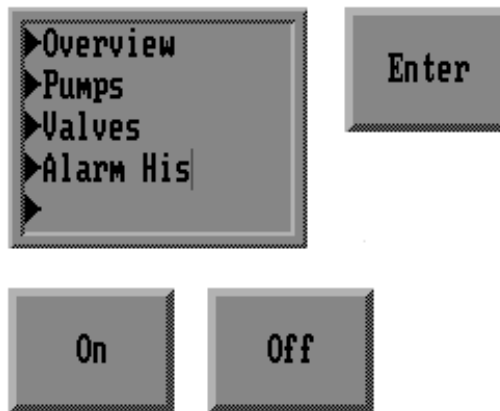 Overview
Pumps
Valves
Alarm His
Enter
On
Off